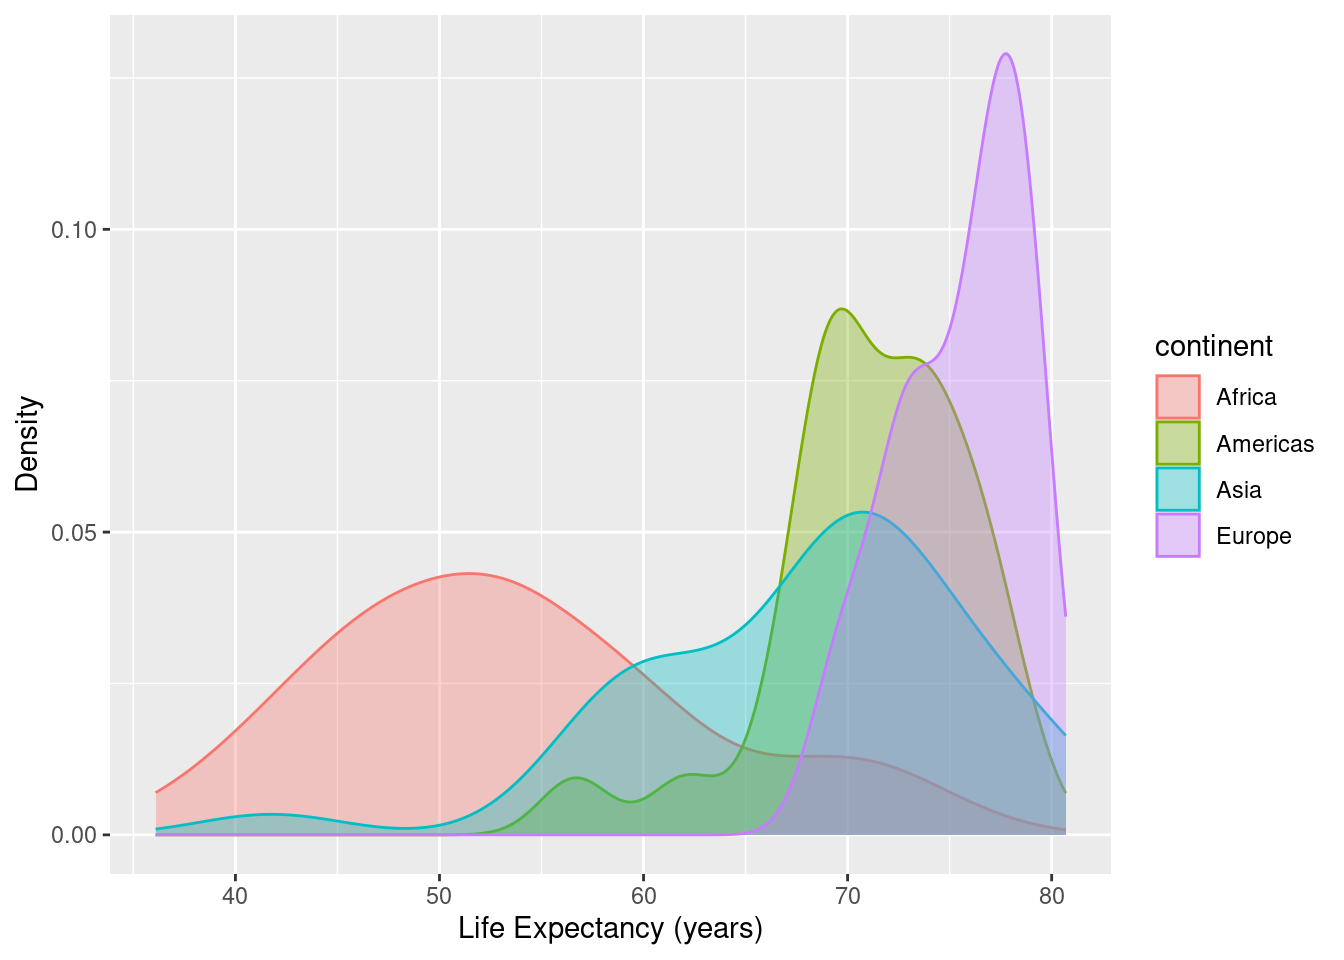 0.10
0.05
0.00
Density
40 50 60 70 80
Life Expectancy (years)
continent
Africa
Americas
Asia
Europe